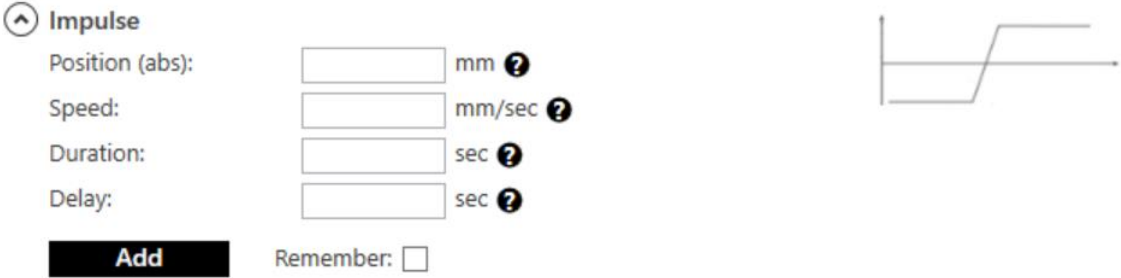 Impulse
Position (abs): mm ?
Speed: mm/sec ?
Duration: sec ?
Delay: sec ?
Add Remember: